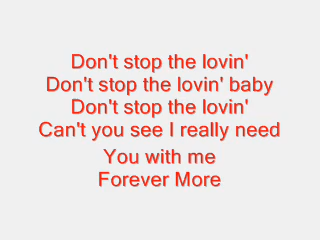 Don't stop the lovin'
Don't stop the lovin' baby
Don't stop the lovin'
Can't you see I really need
You with me
Forever More